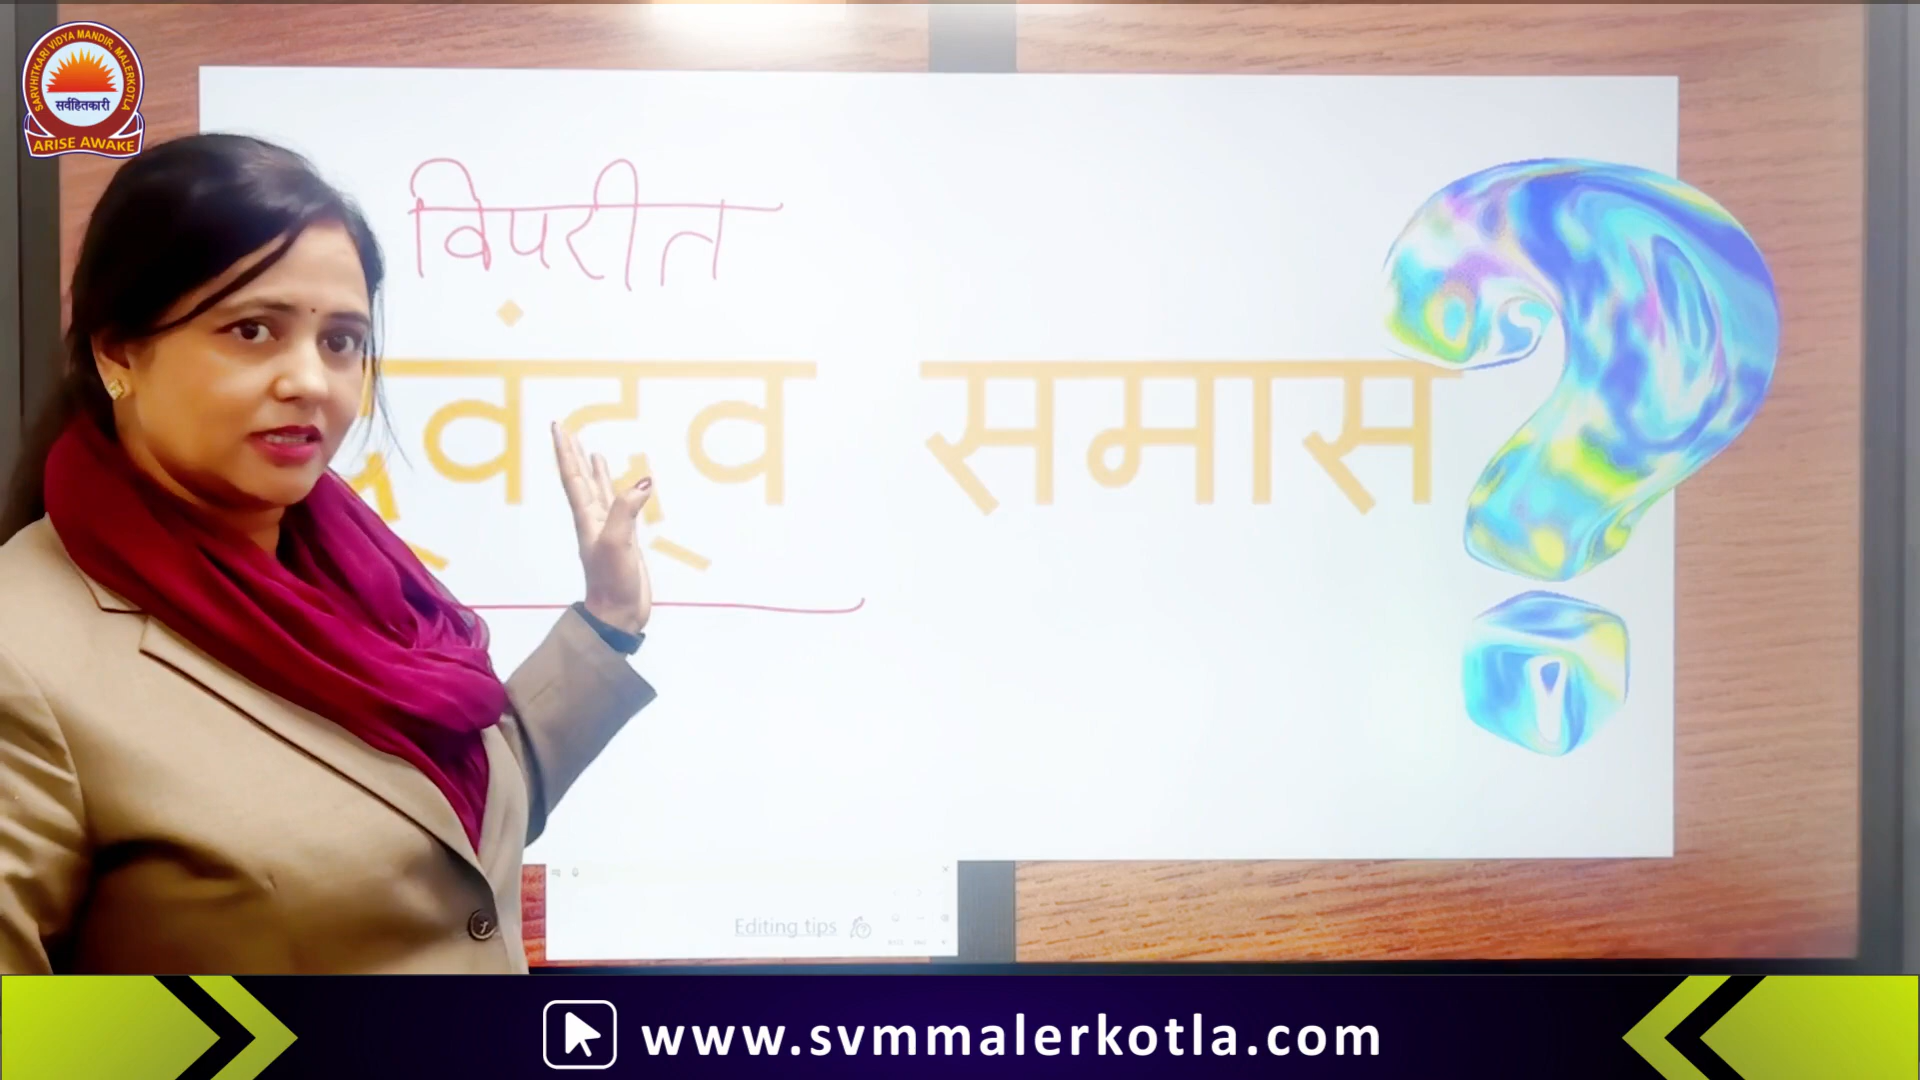 SARVHITKARI VIDYA MANDIR, MALERKOTLA
सर्वहितकारी
ARISE AWAKE
विपरीत
द्वंद्व समास
?
Editing tips
www.svmmalerkotla.com